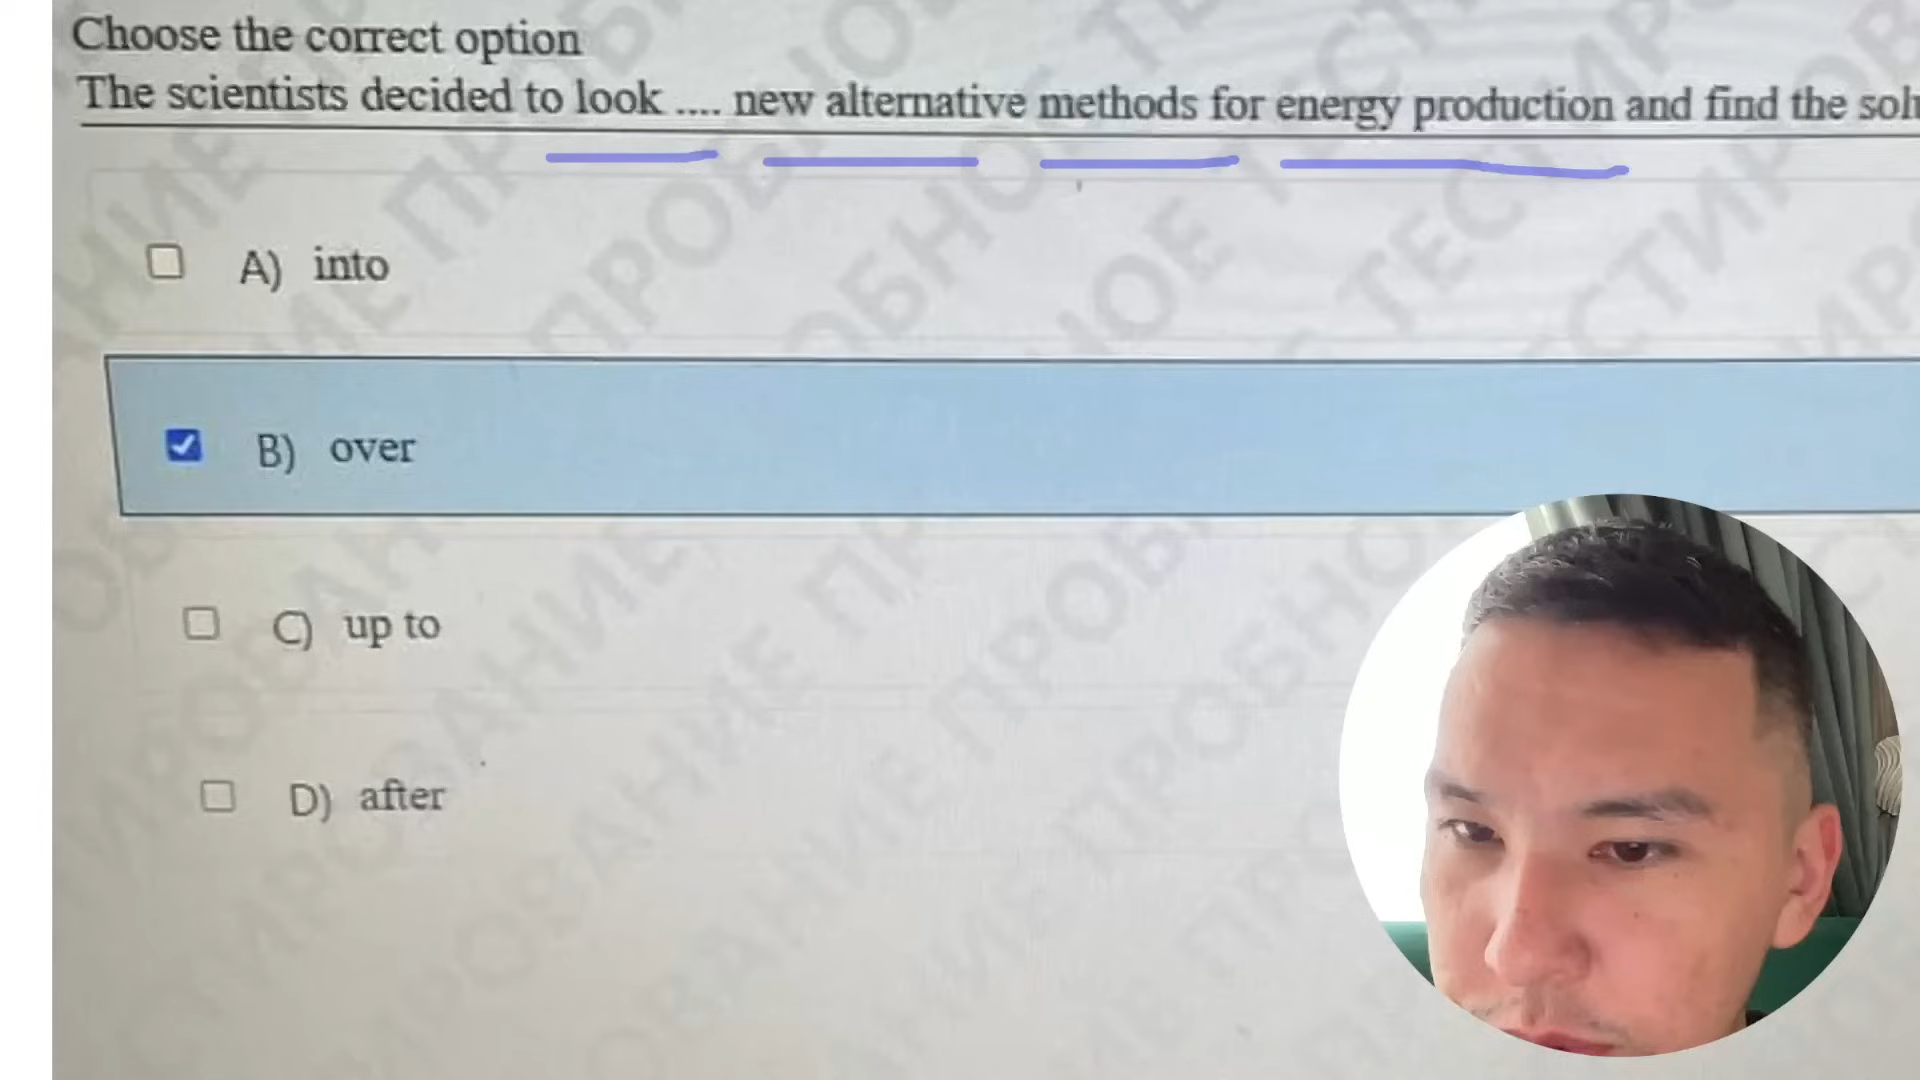 Choose the correct option
The scientists decided to look .... new alternative methods for energy production and find the
A) into
B) over
C) up to
D) after